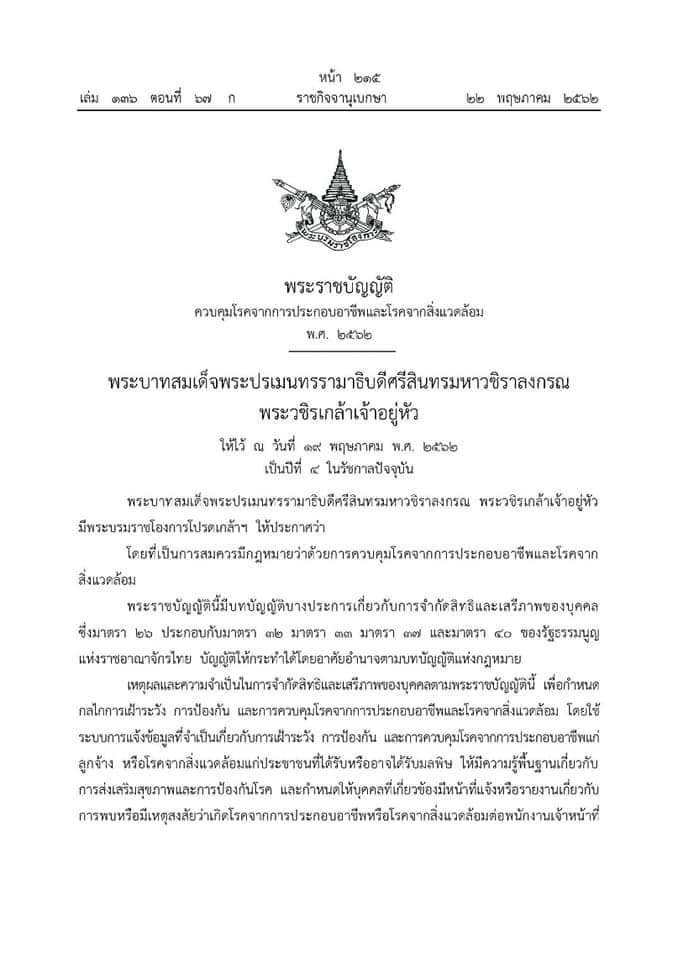 หน้า ๒๑๕
เล่ม ๑๓๖ ตอนที่ ๖๗ ก ราชกิจจานุเบกษา ๒๒ พฤษภาคม ๒๕๖๒
พระบรมราชโองการ
พระราชบัญญัติ
ควบคุมโรคจากการประกอบอาชีพและโรคจากสิ่งแวดล้อม
พ.ศ. ๒๕๖๒
พระบาทสมเด็จพระปรเมนทรรามาธิบดีศรีสินทรมหาวชิราลงกรณ
พระวชิรเกล้าเจ้าอยู่หัว
ให้ไว้ ณ วันที่ ๑๙ พฤษภาคม พ.ศ. ๒๕๖๒
เป็นปีที่ ๔ ในรัชกาลปัจจุบัน
พระบาทสมเด็จพระปรเมนทรรามาธิบดีศรีสินทรมหาวชิราลงกรณ พระวชิรเกล้าเจ้าอยู่หัว
มีพระบรมราชโองการโปรดเกล้าฯ ให้ประกาศว่า
โดยที่เป็นการสมควรมีกฎหมายว่าด้วยการควบคุมโรคจากการประกอบอาชีพและโรคจาก
สิ่งแวดล้อม
พระราชบัญญัตินี้มีบทบัญญัติบางประการเกี่ยวกับการจำกัดสิทธิและเสรีภาพของบุคคล
ซึ่งมาตรา ๒๖ ประกอบกับมาตรา ๓๒ มาตรา ๓๓ มาตรา ๓๗ และมาตรา ๔๐ ของรัฐธรรมนูญ
แห่งราชอาณาจักรไทย บัญญัติให้กระทำได้โดยอาศัยอำนาจตามบทบัญญัติแห่งกฎหมาย
เหตุผลและความจำเป็นในการจำกัดสิทธิและเสรีภาพของบุคคลตามพระราชบัญญัตินี้ เพื่อกำหนด
กลไกการเฝ้าระวัง การป้องกัน และการควบคุมโรคจากการประกอบอาชีพและโรคจากสิ่งแวดล้อม โดยใช้
ระบบการแจ้งข้อมูลที่จำเป็นเกี่ยวกับการเฝ้าระวัง การป้องกัน และการควบคุมโรคจากการประกอบอาชีพแก่
ลูกจ้าง หรือโรคจากสิ่งแวดล้อมแก่ประชาชนที่ได้รับหรืออาจได้รับมลพิษ ให้มีความรู้พื้นฐานเกี่ยวกับ
การส่งเสริมสุขภาพและการป้องกันโรค และกำหนดให้บุคคลที่เกี่ยวข้องมีหน้าที่แจ้งหรือรายงานเกี่ยวกับ
การพบหรือมีเหตุสงสัยว่าเกิดโรคจากการประกอบอาชีพหรือโรคจากสิ่งแวดล้อมต่อพนักงานเจ้าหน้าที่